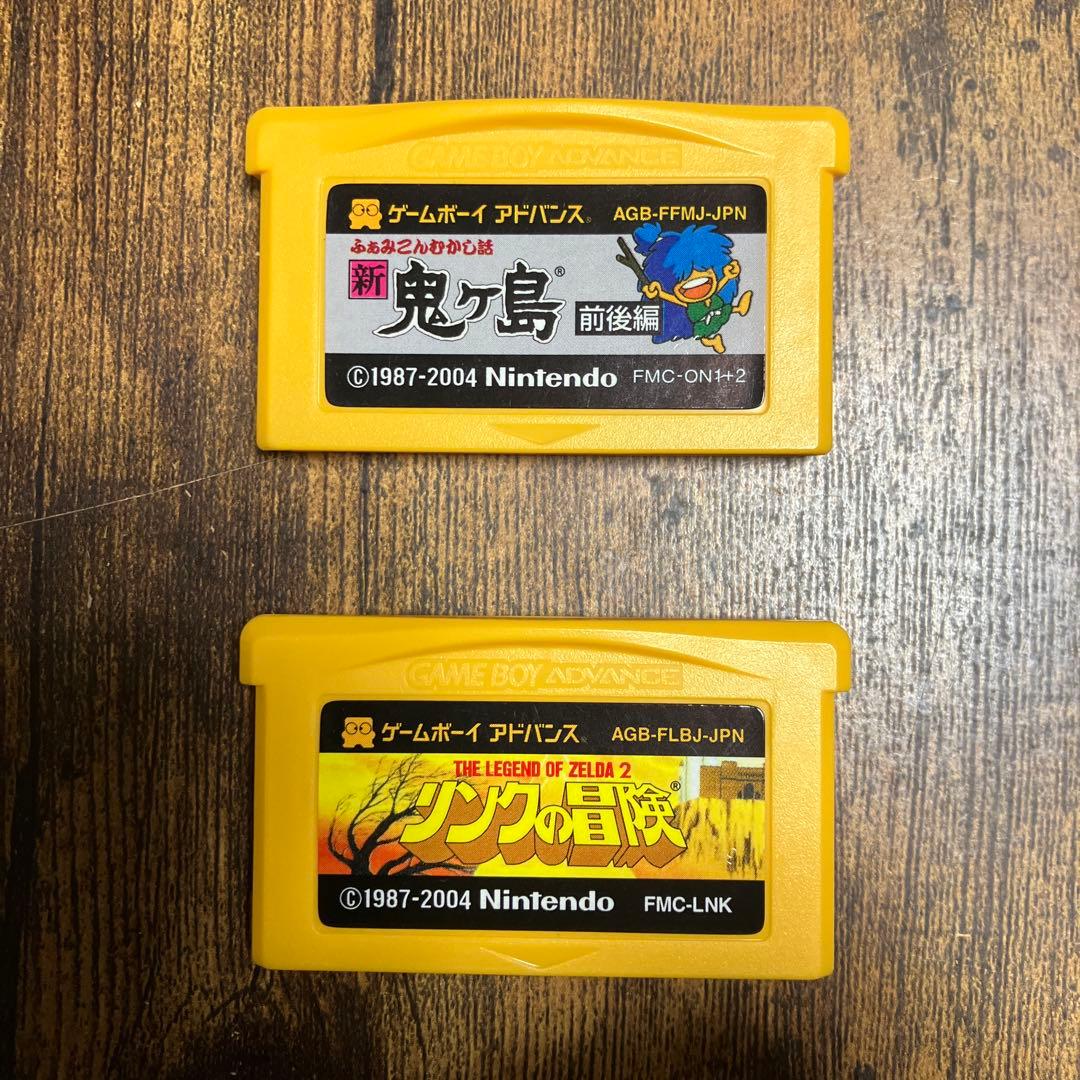 GAME BOY ADVANCE
ゲームボーイ アドバンス® AGB-FFMJ-JPN
ふぁみこんむかし話
新 鬼ヶ島® 前後編
©1987-2004 Nintendo FMC-ON1+2
GAME BOY ADVANCE
ゲームボーイ アドバンス® AGB-FLBJ-JPN
THE LEGEND OF ZELDA 2
リンクの冒険®
©1987-2004 Nintendo FMC-LNK